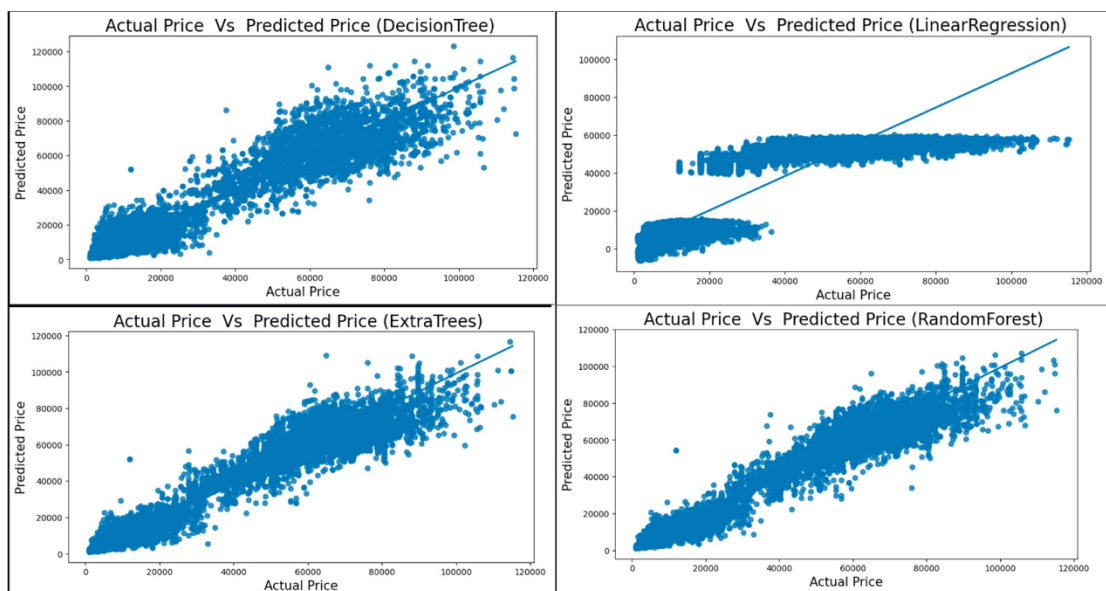 Actual Price Vs Predicted Price (DecisionTree)
120000
100000
80000
60000
40000
20000
0
Predicted Price
0 20000 40000 60000 80000 100000 120000
Actual Price
Actual Price Vs Predicted Price (LinearRegression)
100000
80000
60000
40000
20000
0
Predicted Price
0 20000 40000 60000 80000 100000 120000
Actual Price
Actual Price Vs Predicted Price (ExtraTrees)
120000
100000
80000
60000
40000
20000
0
Predicted Price
0 20000 40000 60000 80000 100000 120000
Actual Price
Actual Price Vs Predicted Price (RandomForest)
120000
100000
80000
60000
40000
20000
0
Predicted Price
0 20000 40000 60000 80000 100000 120000
Actual Price